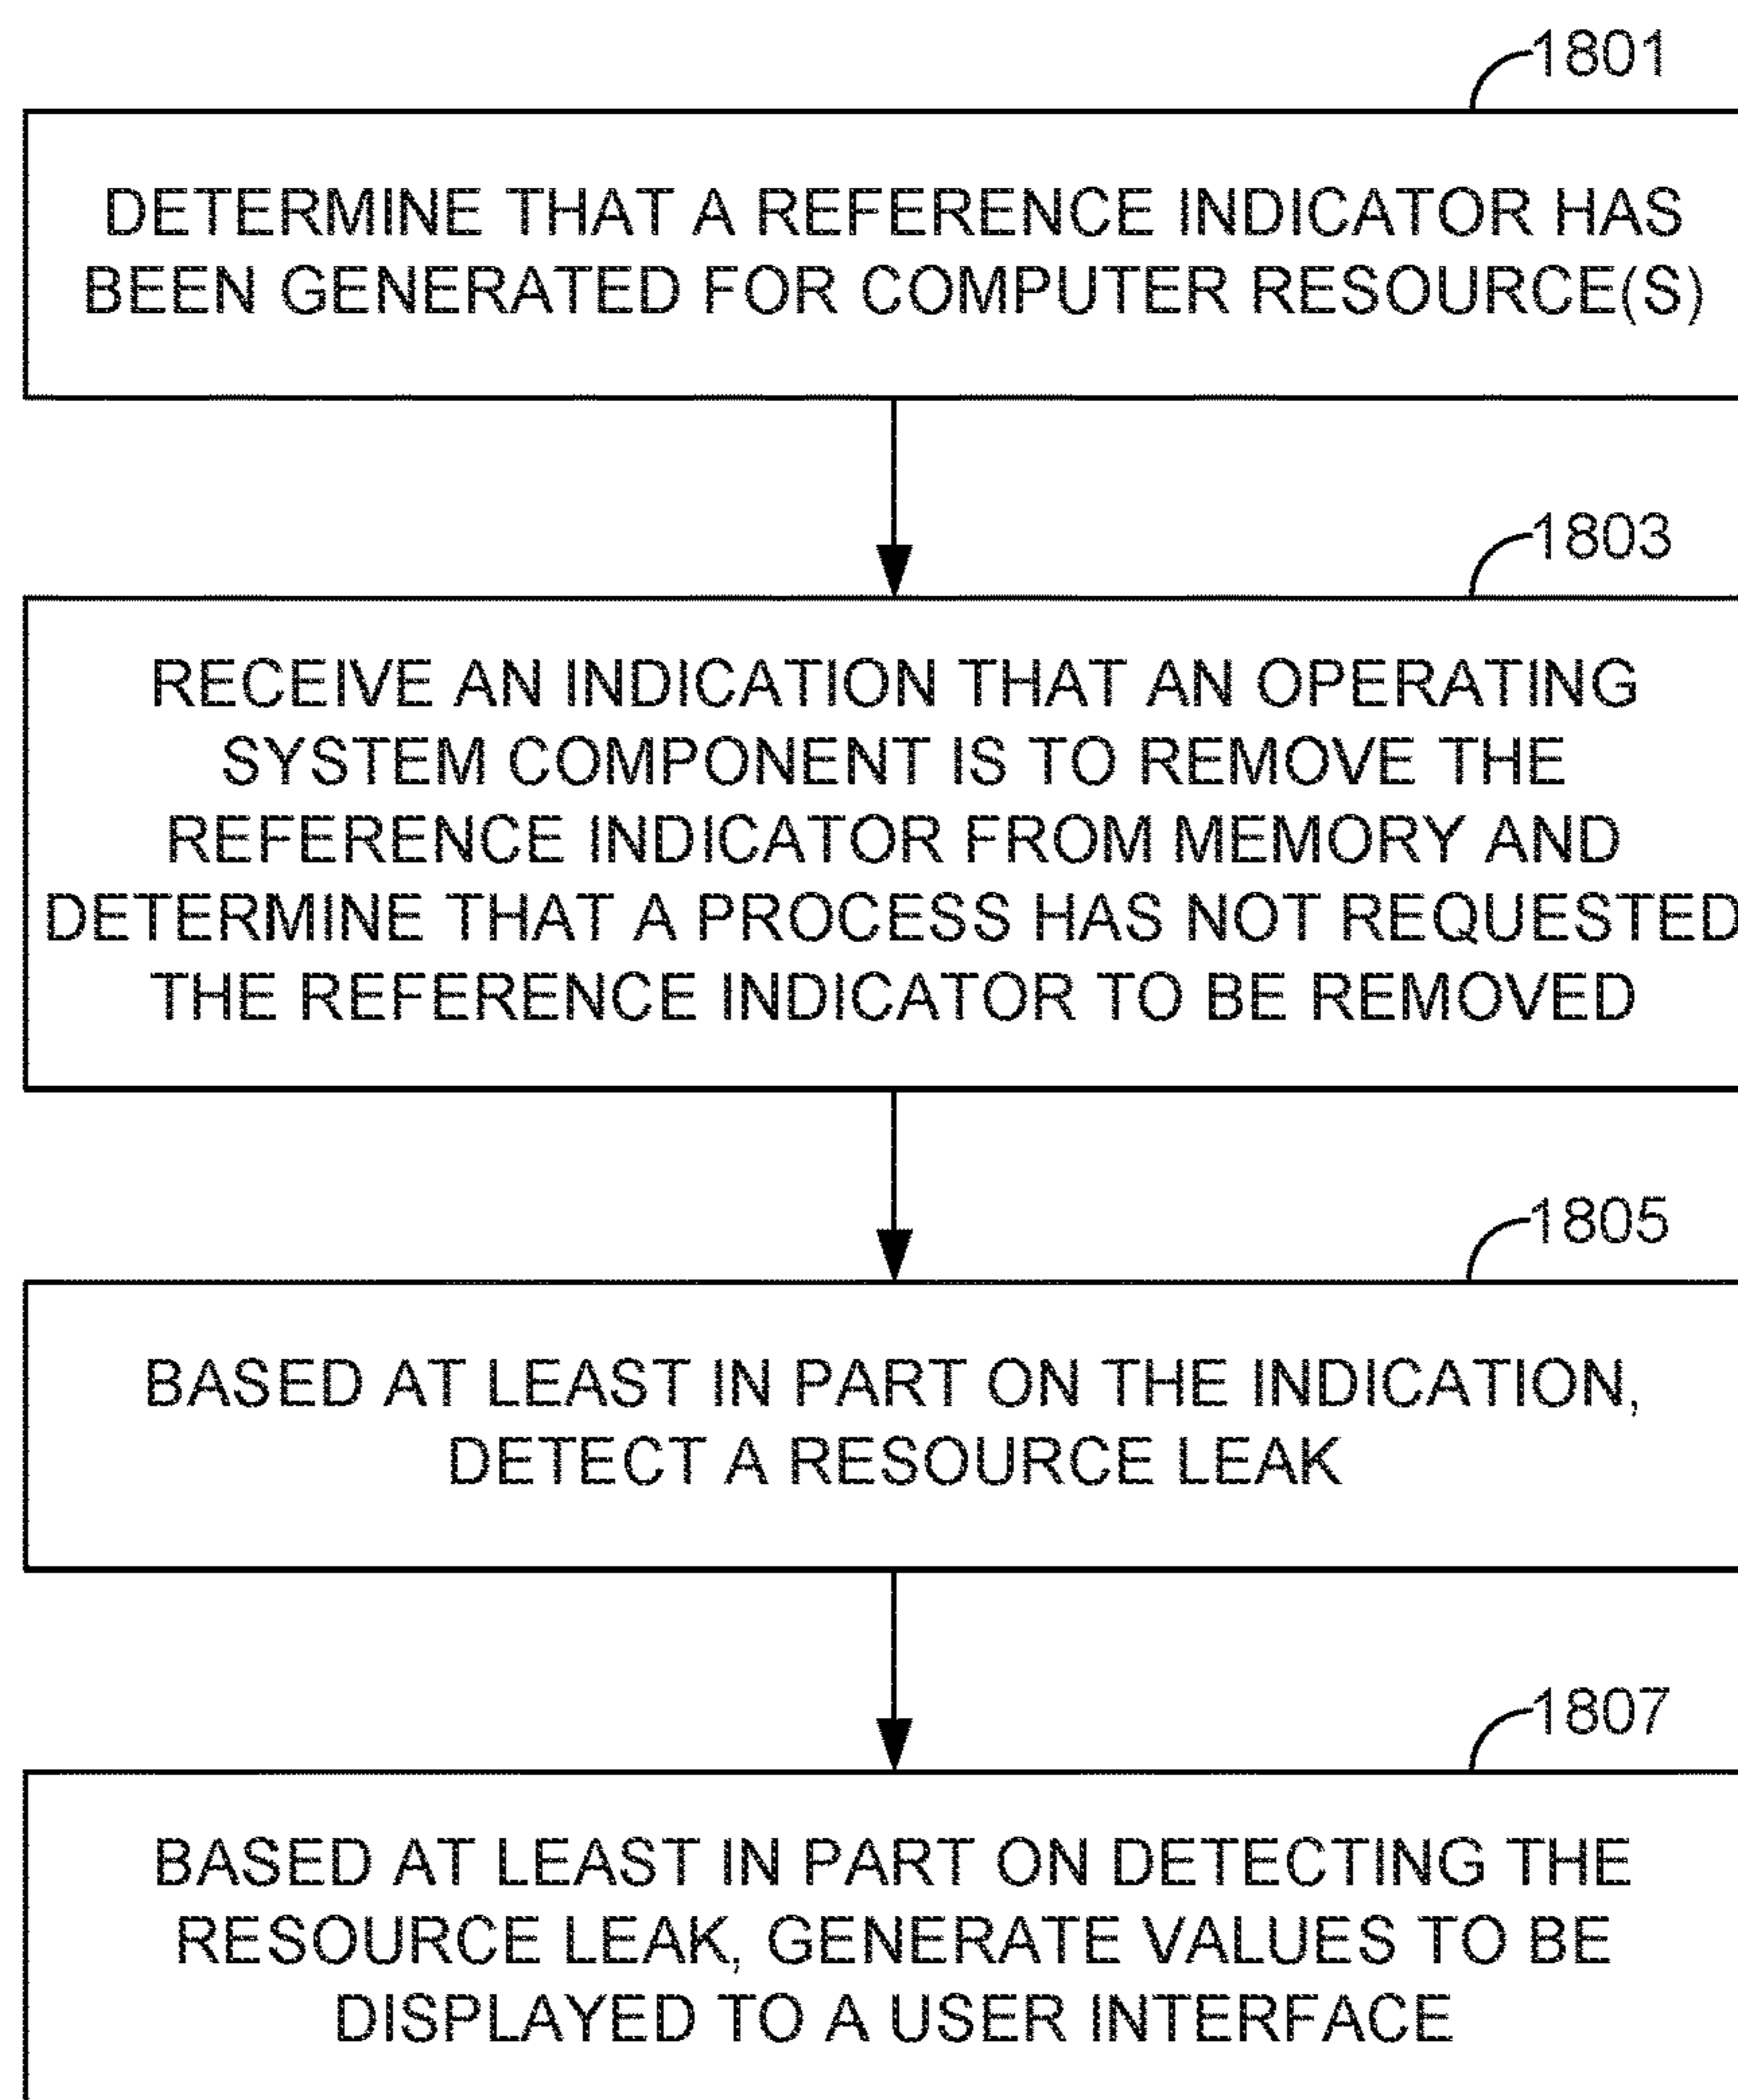 1801
DETERMINE THAT A REFERENCE INDICATOR HAS
BEEN GENERATED FOR COMPUTER RESOURCE(S)
1803
RECEIVE AN INDICATION THAT AN OPERATING
SYSTEM COMPONENT IS TO REMOVE THE
REFERENCE INDICATOR FROM MEMORY AND
DETERMINE THAT A PROCESS HAS NOT REQUESTED
THE REFERENCE INDICATOR TO BE REMOVED
1805
BASED AT LEAST IN PART ON THE INDICATION,
DETECT A RESOURCE LEAK
1807
BASED AT LEAST IN PART ON DETECTING THE
RESOURCE LEAK, GENERATE VALUES TO BE
DISPLAYED TO A USER INTERFACE